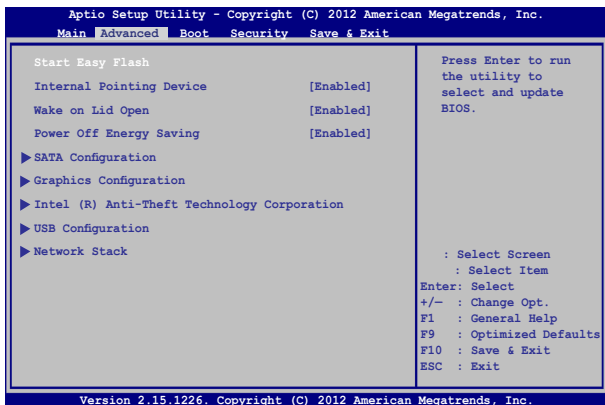 Aptio Setup Utility - Copyright (C) 2012 American Megatrends, Inc.
Main Advanced Boot Security Save & Exit
Start Easy Flash
Internal Pointing Device [Enabled]
Wake on Lid Open [Enabled]
Power Off Energy Saving [Enabled]
SATA Configuration
Graphics Configuration
Intel (R) Anti-Theft Technology Corporation
USB Configuration
Network Stack
Press Enter to run
the utility to
select and update
BIOS.
: Select Screen
: Select Item
Enter: Select
+/— : Change Opt.
F1 : General Help
F9 : Optimized Defaults
F10 : Save & Exit
ESC : Exit
Version 2.15.1226. Copyright (C) 2012 American Megatrends, Inc.